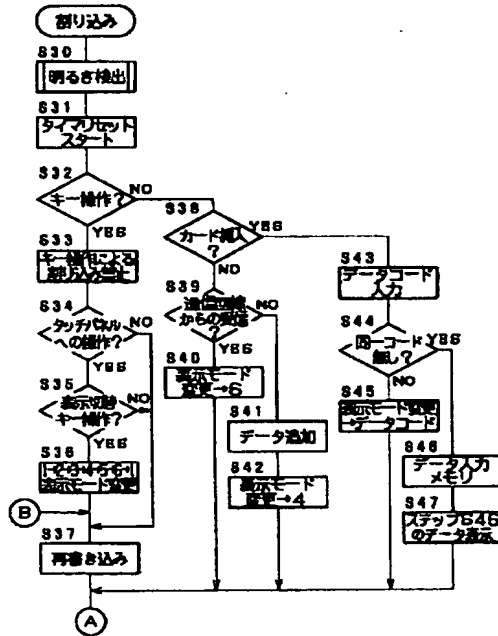 割り込み
S30
明るさ検出
S31
タイマリセット
スタート
S32
キー操作?
NO
YES
S33
キー操作による
割り込み禁止
S34
タッチパネル
への操作?
NO
YES
S35
表示切替
キー操作?
NO
YES
S36
1→2→3→4→5→6→1
表示モード変更
B
S37
再書き込み
A
S38
カード挿入
?
YES
NO
S39
通信回線
からの受信
?
NO
YES
S40
表示モード
変更→6
S41
データ追加
S42
表示モード
変更→4
S43
データコード
入力
S44
同一コード
無し?
YES
NO
S45
表示モード変更
→データコード
S46
データ入力
メモリ
S47
ステップS46
のデータ表示